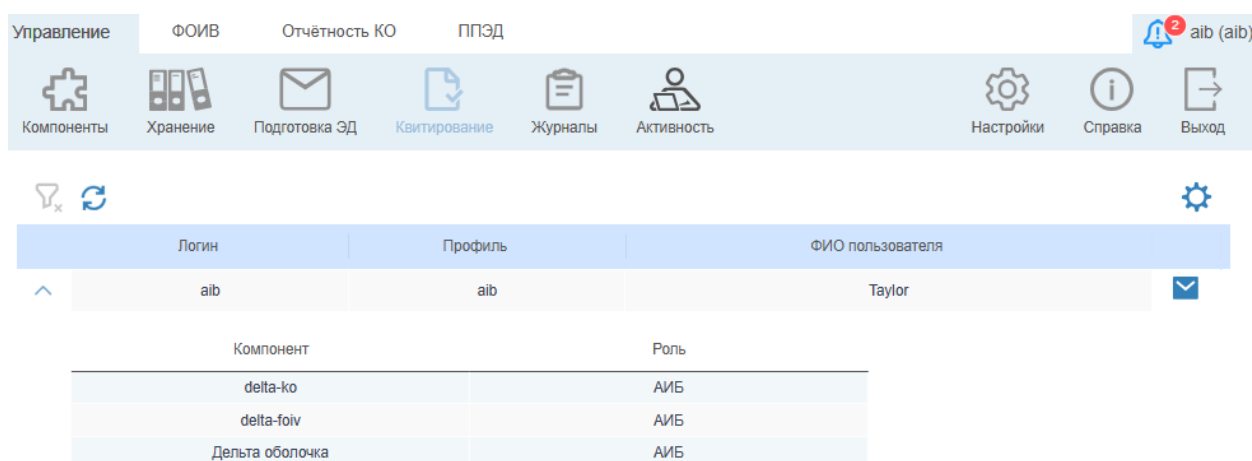 Управление ФОИВ Отчётность КО ППЭД 2 aib (aib)
Компоненты Хранение Подготовка ЭД Квитирование Журналы Активность Настройки Справка Выход
Логин Профиль ФИО пользователя
aib aib Taylor
Компонент Роль
delta-ko АИБ
delta-foiv АИБ
Дельта оболочка АИБ